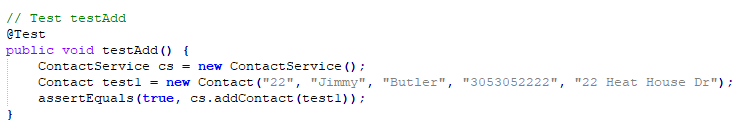 // Test testAdd
@Test
public void testAdd() {
    ContactService cs = new ContactService();
    Contact test1 = new Contact("22", "Jimmy", "Butler", "3053052222", "22 Heat House Dr");
    assertEquals(true, cs.addContact(test1));
}